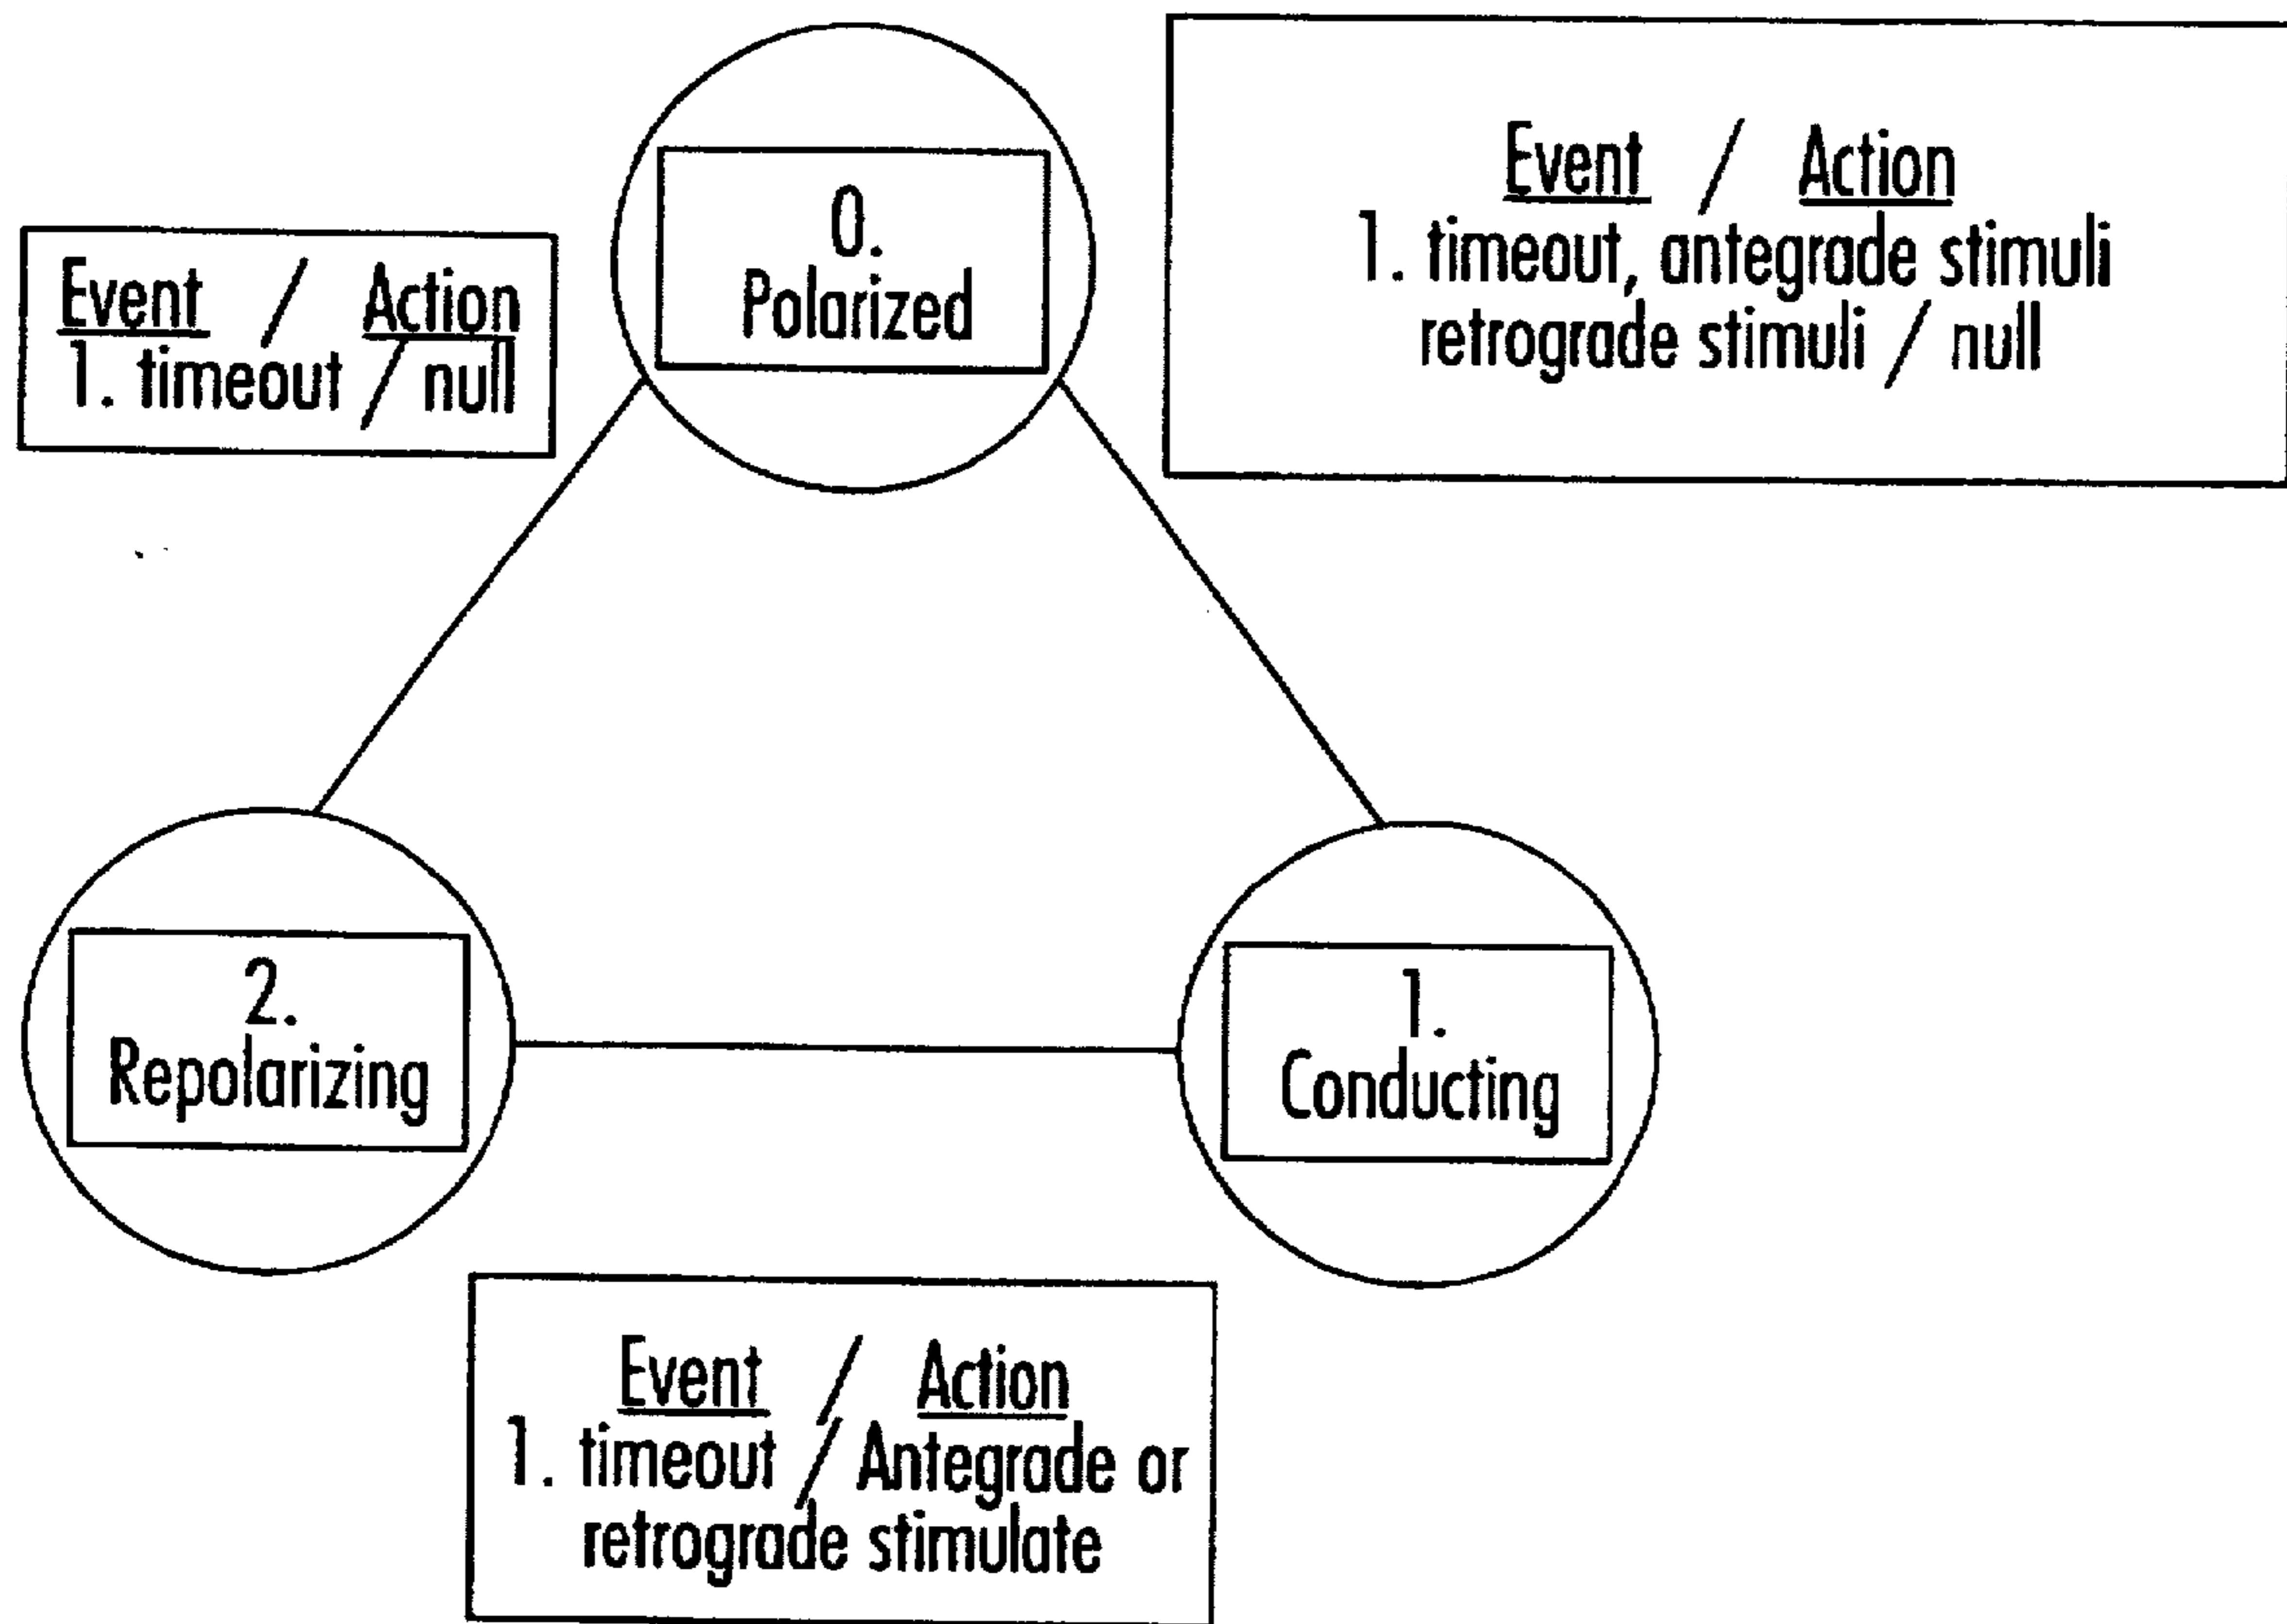 0.
Polarized
Event / Action
1. timeout, antegrade stimuli
retrograde stimuli / null
Event / Action
1. timeout / null
2.
Repolarizing
1.
Conducting
Event / Action
1. timeout / Antegrade or
retrograde stimulate